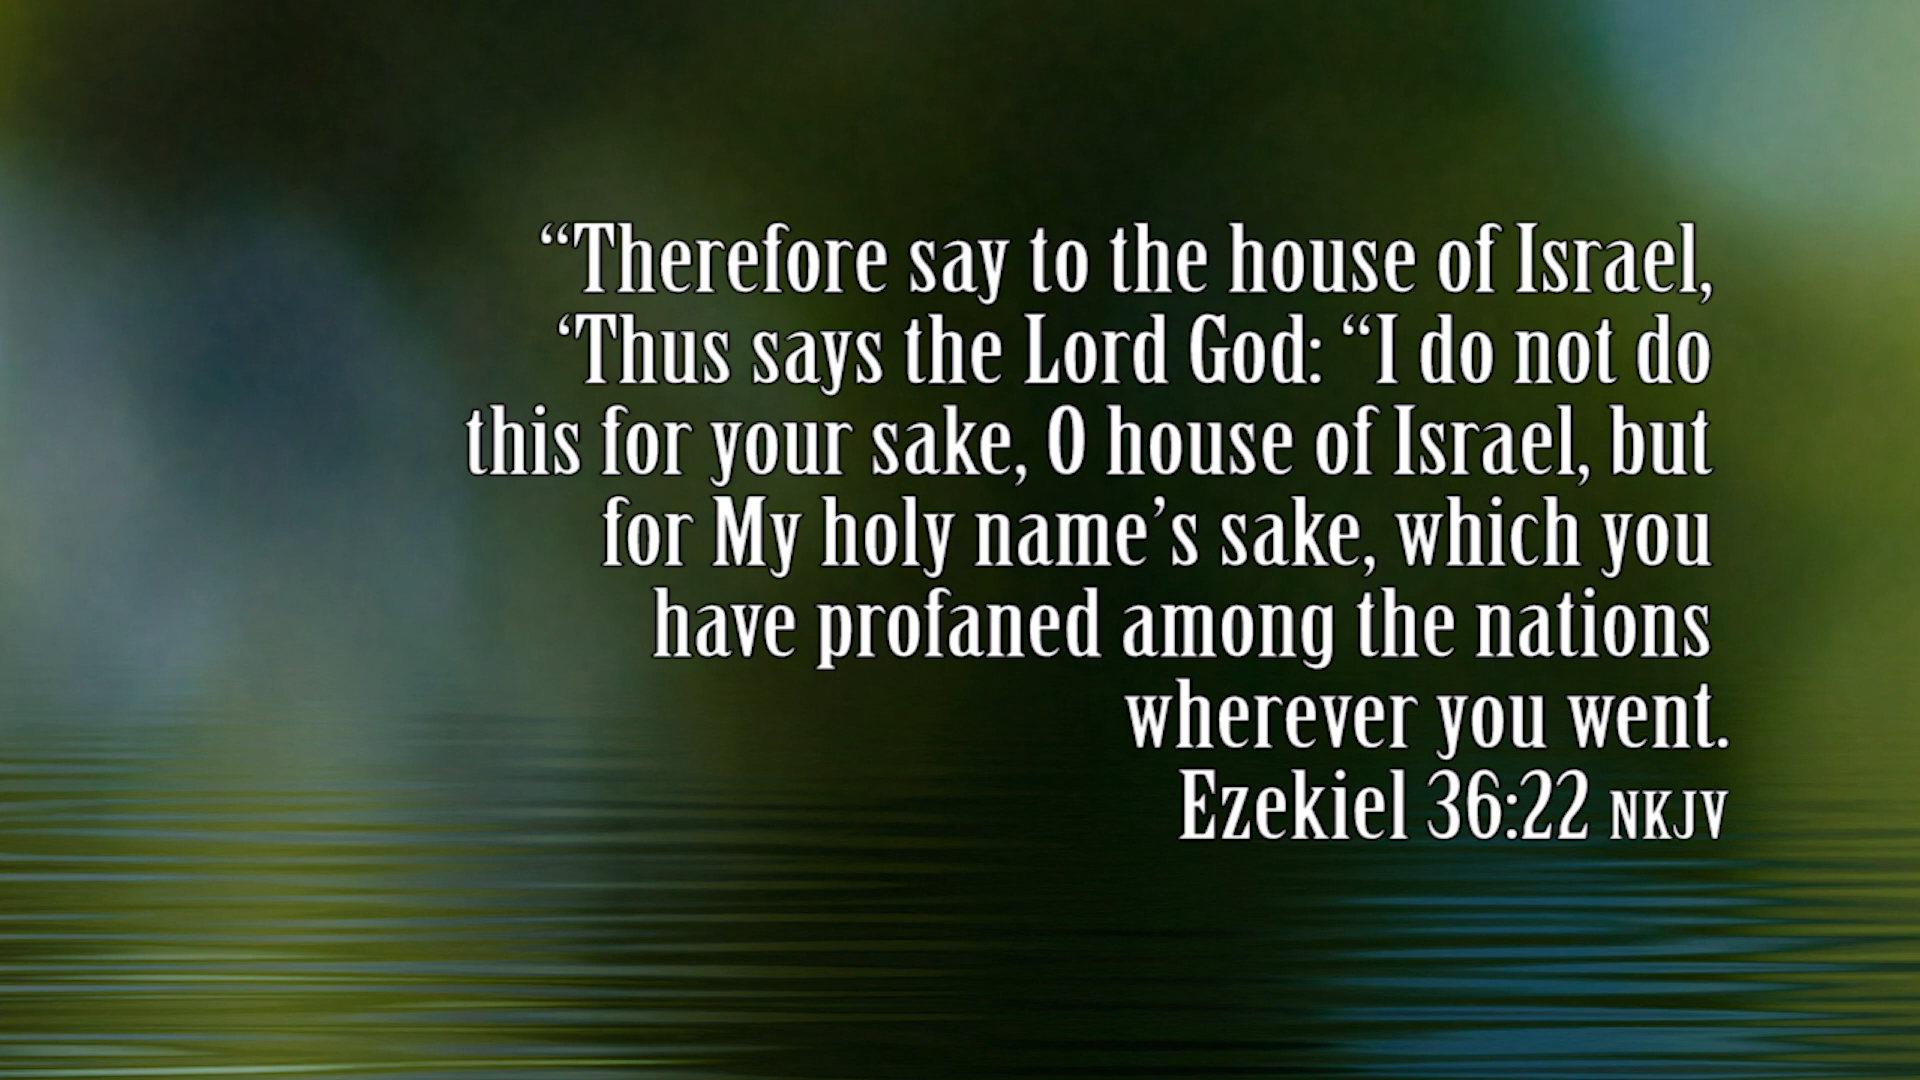 “Therefore say to the house of Israel,
‘Thus says the Lord God: “I do not do
this for your sake, O house of Israel, but
for My holy name’s sake, which you
have profaned among the nations
wherever you went.
Ezekiel 36:22 NKJV